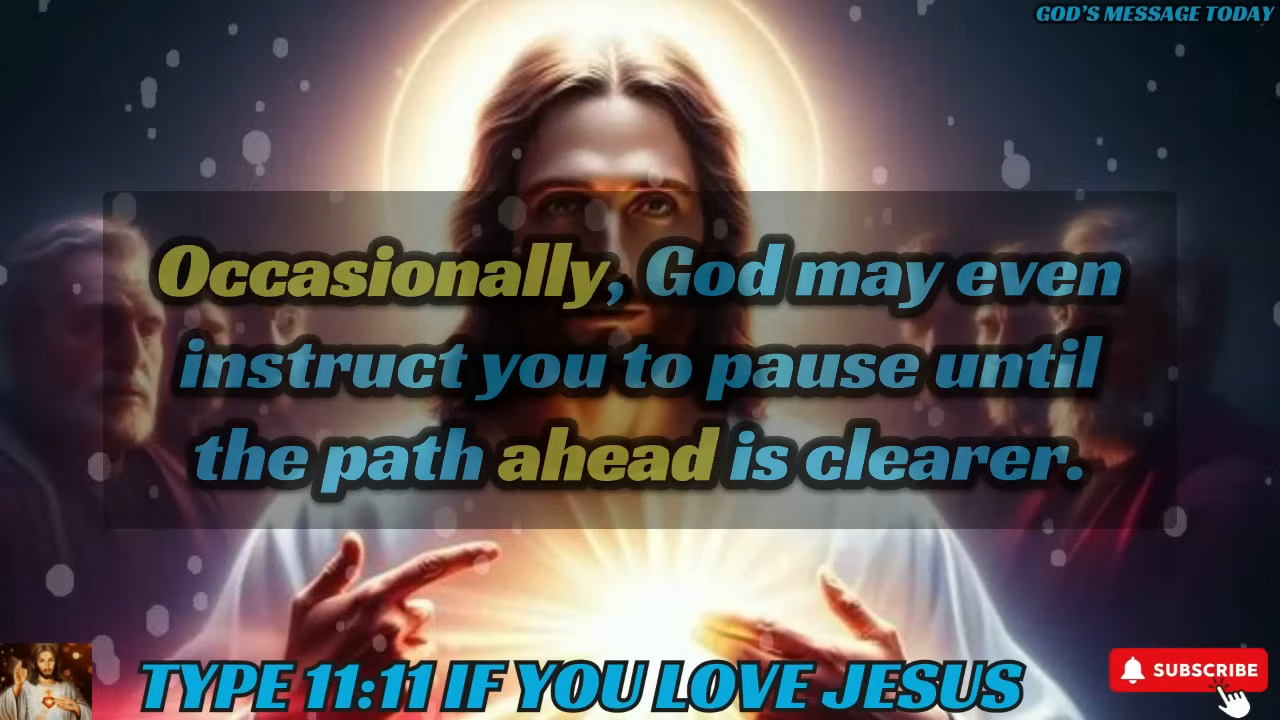 GOD'S MESSAGE TODAY
Occasionally, God may even
instruct you to pause until
the path ahead is clearer.
TYPE 11:11 IF YOU LOVE JESUS
SUBSCRIBE